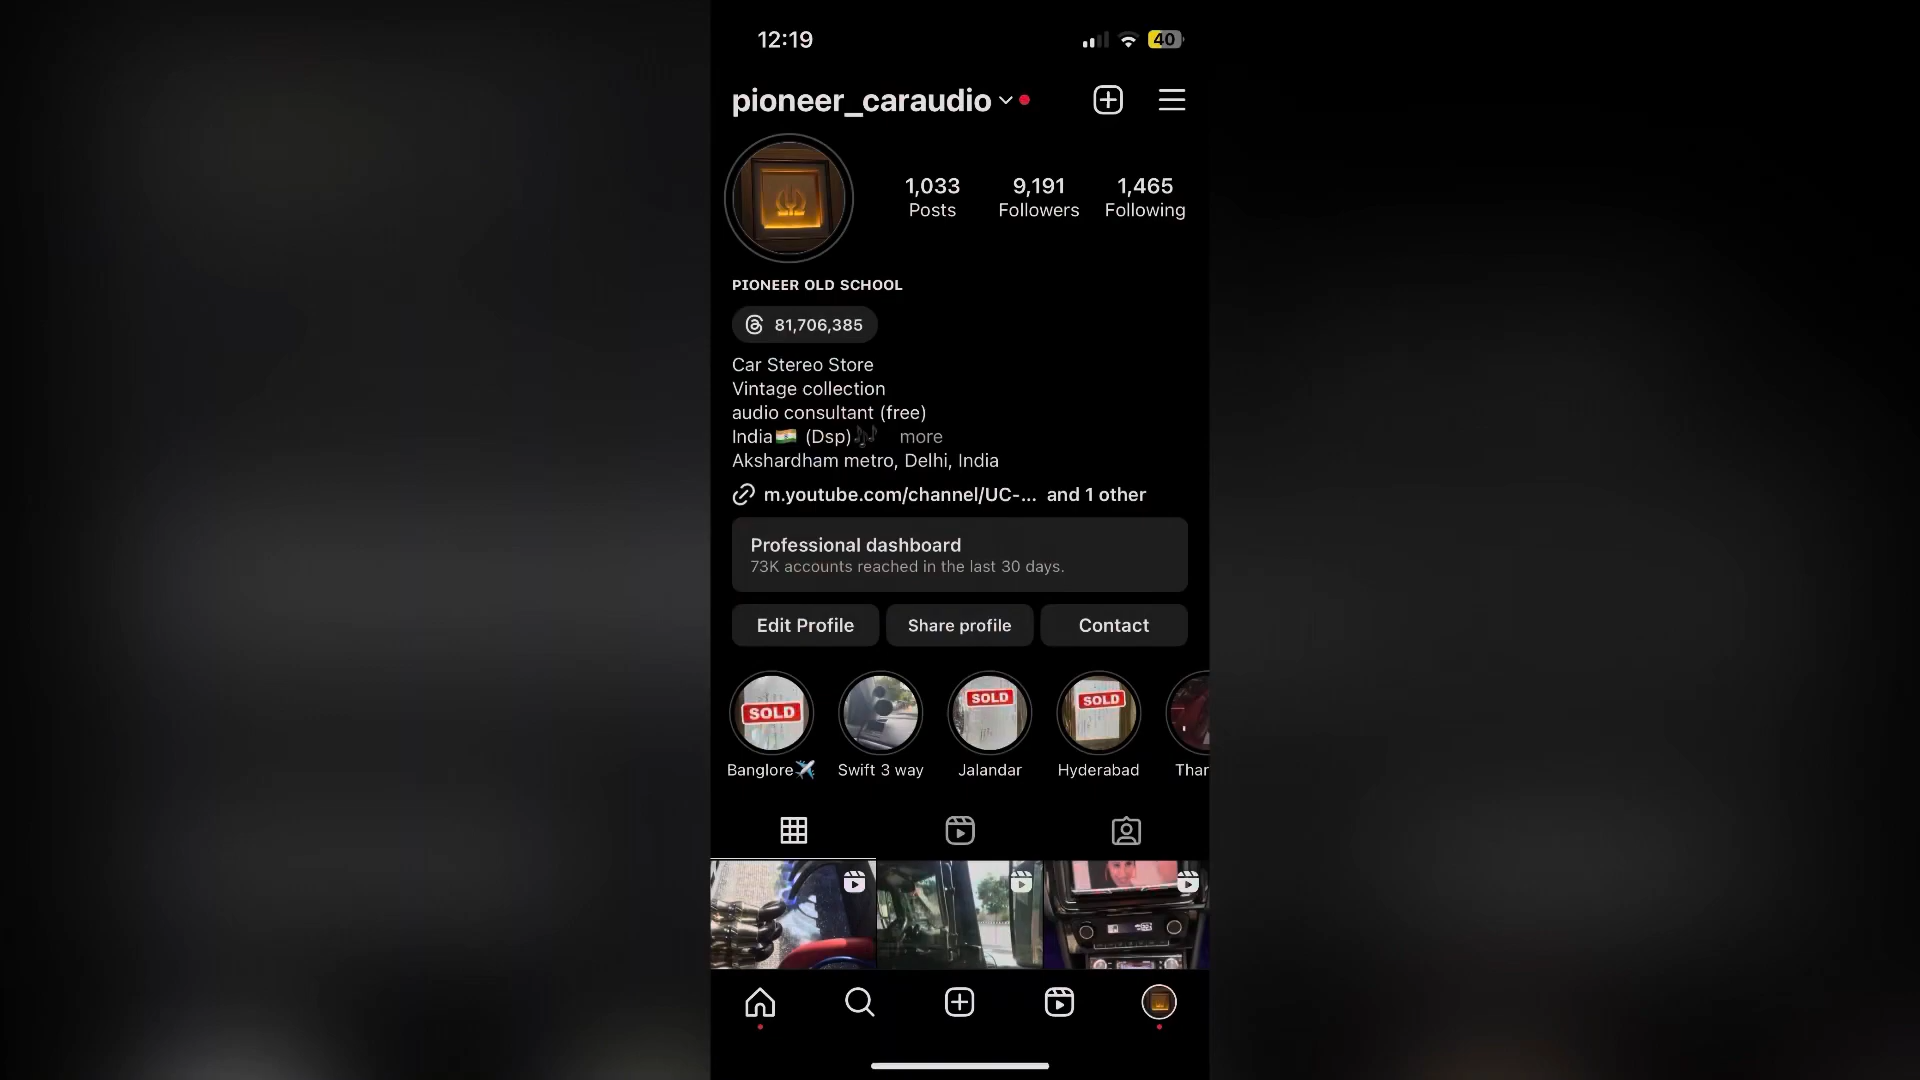 12:19
40
pioneer_caraudio
1,033 9,191 1,465
Posts Followers Following
PIONEER OLD SCHOOL
81,706,385
Car Stereo Store
Vintage collection
audio consultant (free)
India🇮🇳 (Dsp)🎶 more
Akshardham metro, Delhi, India
m.youtube.com/channel/UC-... and 1 other
Professional dashboard
73K accounts reached in the last 30 days.
Edit Profile Share profile Contact
SOLD SOLD SOLD
Banglore✈️ Swift 3 way Jalandar Hyderabad Thar